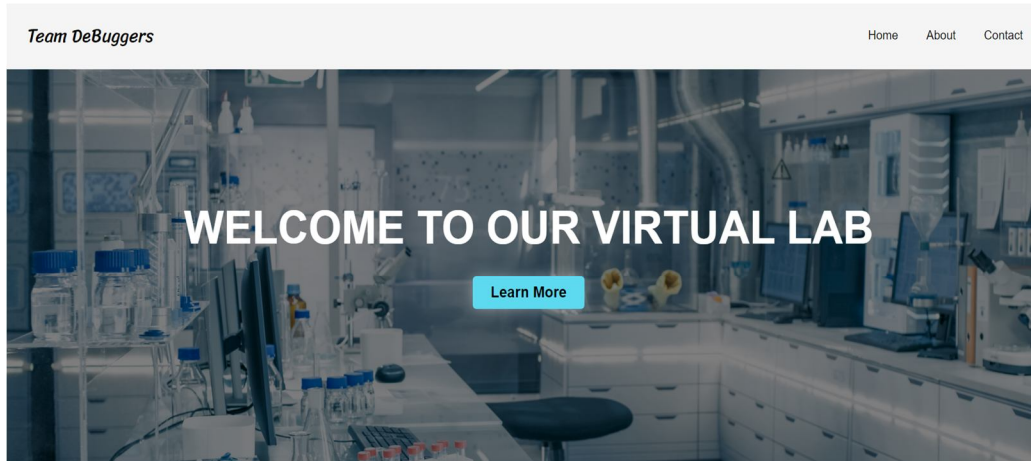 Team DeBuggers
Home About Contact
WELCOME TO OUR VIRTUAL LAB
Learn More